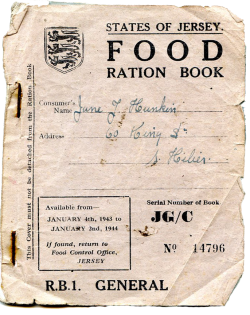 STATES OF JERSEY.
FOOD
RATION BOOK
Consumer's
Name June J Hunkin
Address 60 King St
St Helier
This Cover must not be detached from the Ration Book
Available from—
JANUARY 4th, 1943 to
JANUARY 2nd, 1944
If found, return to
Food Control Office,
JERSEY
Serial Number of Book
JG/C
Nº 14796
R.B.1. GENERAL